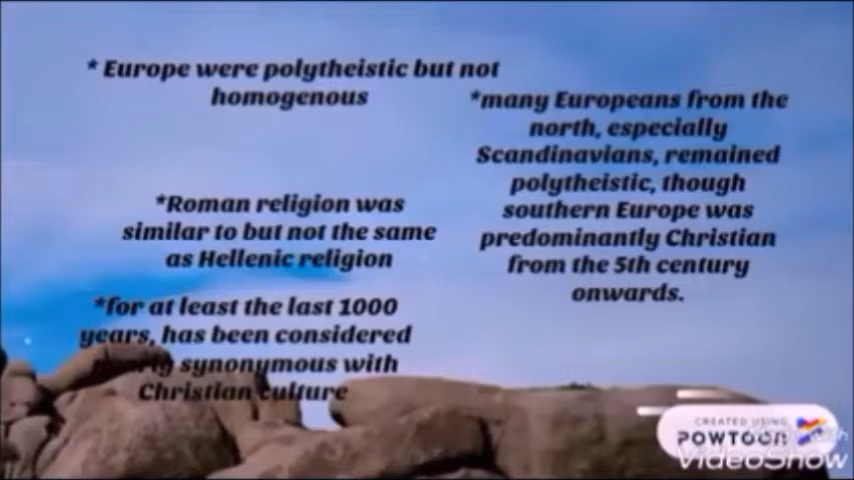 * Europe were polytheistic but not
homogenous
*many Europeans from the
north, especially
Scandinavians, remained
polytheistic, though
southern Europe was
predominantly Christian
from the 5th century
onwards.
*Roman religion was
similar to but not the same
as Hellenic religion
*for at least the last 1000
years, has been considered
synonymous with
Christian culture
CREATED USING
POWTOON
VideoShow